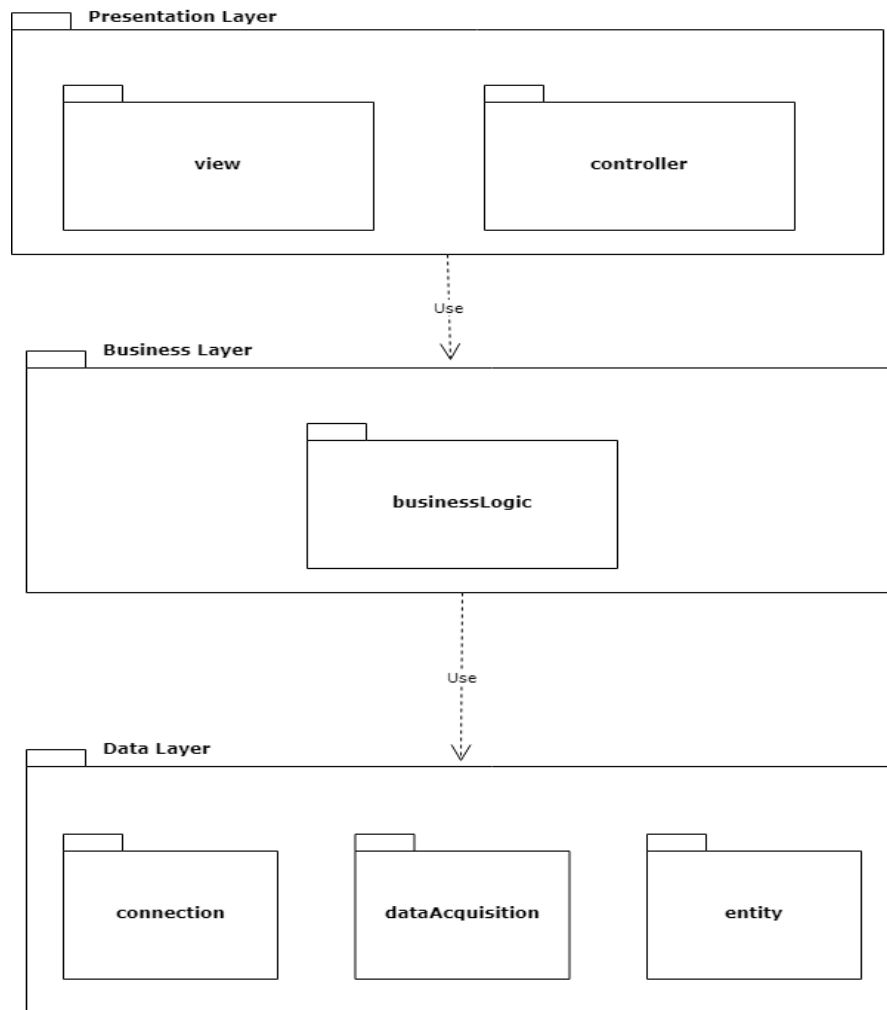 Presentation Layer
view
controller
Use
Business Layer
businessLogic
Use
Data Layer
connection
dataAcquisition
entity